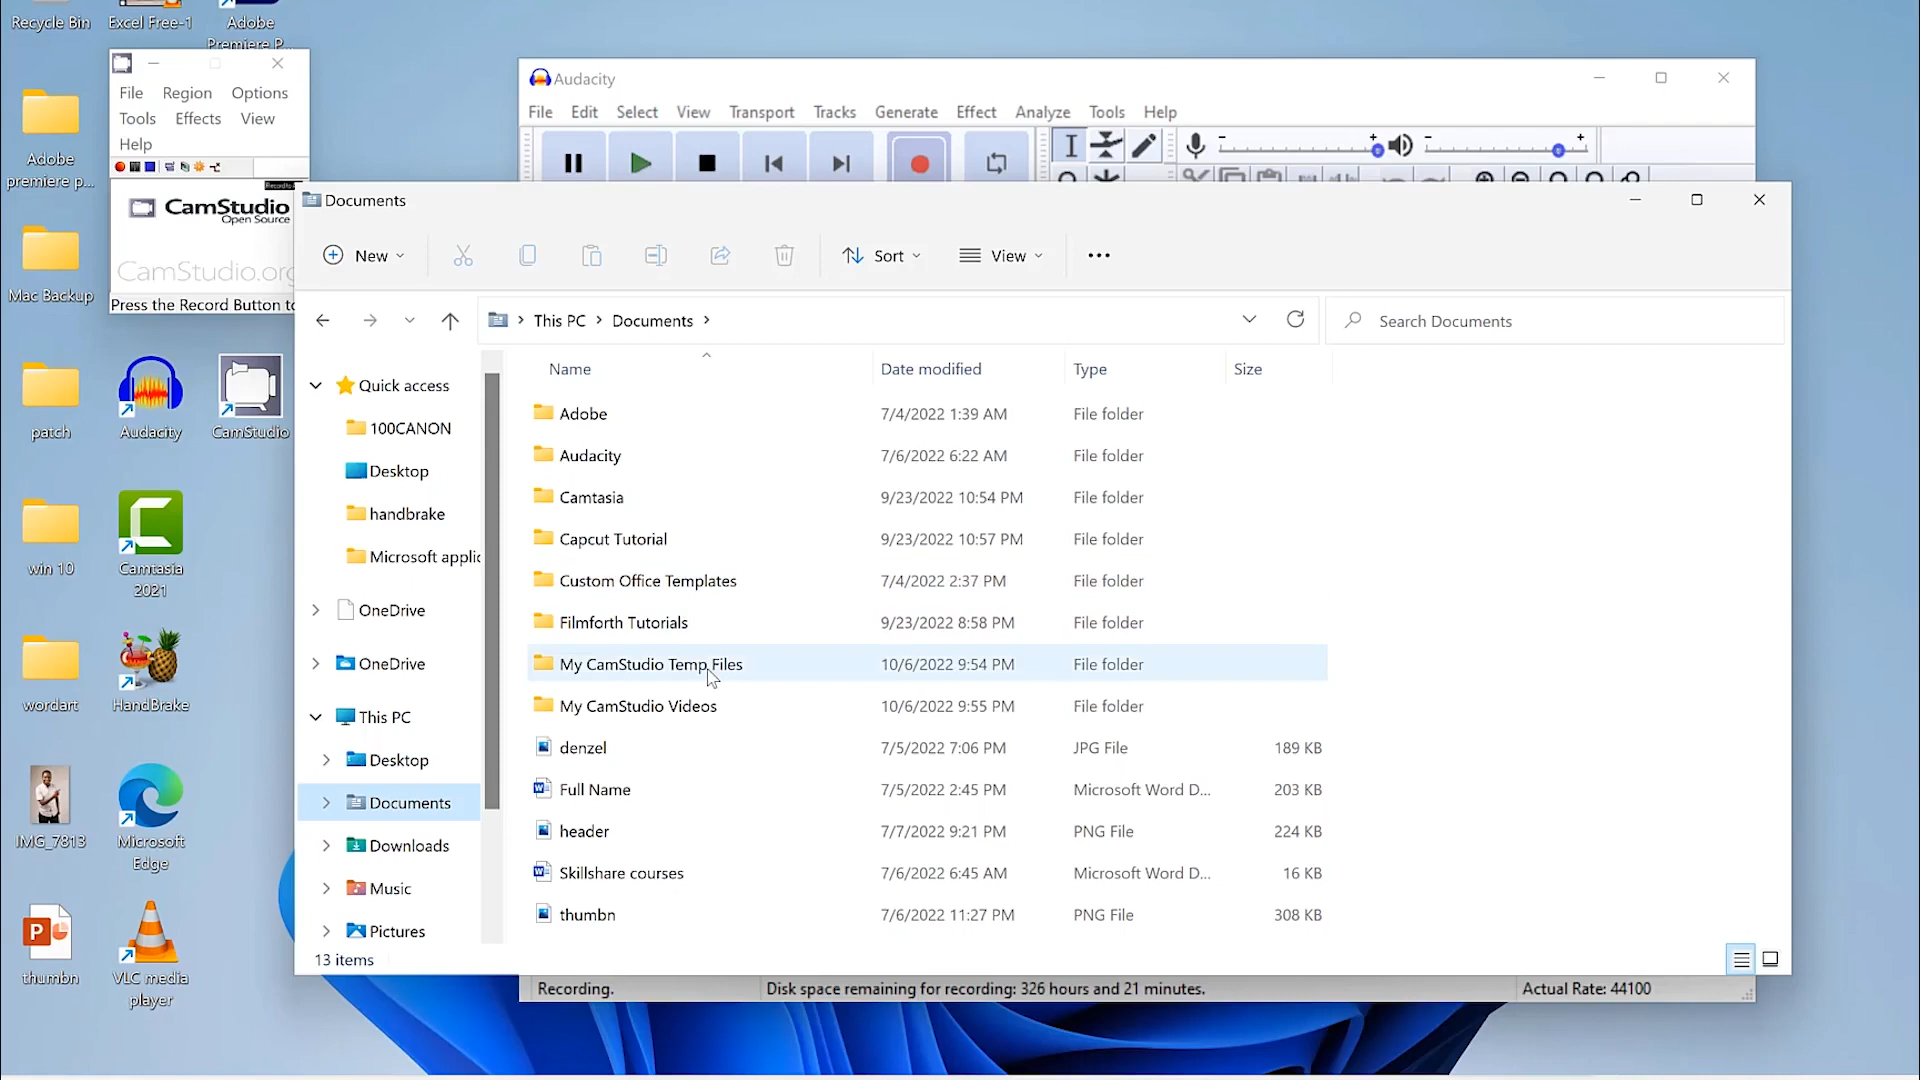 Recycle Bin
Excel Free-1
Adobe
Premiere P...
Adobe
premiere p...
Mac Backup
patch
Audacity
CamStudio
win 10
Camtasia
2021
wordart
HandBrake
IMG_7813
Microsoft
Edge
thumbn
VLC media
player
File Region Options
Tools Effects View
Help
CamStudio
Open Source
CamStudio.org
Press the Record Button to
Audacity
File Edit Select View Transport Tracks Generate Effect Analyze Tools Help
Documents
New Sort View
This PC Documents
Search Documents
Quick access
100CANON
Desktop
handbrake
Microsoft applic
OneDrive
OneDrive
This PC
Desktop
Documents
Downloads
Music
Pictures
Name Date modified Type Size
Adobe 7/4/2022 1:39 AM File folder
Audacity 7/6/2022 6:22 AM File folder
Camtasia 9/23/2022 10:54 PM File folder
Capcut Tutorial 9/23/2022 10:57 PM File folder
Custom Office Templates 7/4/2022 2:37 PM File folder
Filmforth Tutorials 9/23/2022 8:58 PM File folder
My CamStudio Temp Files 10/6/2022 9:54 PM File folder
My CamStudio Videos 10/6/2022 9:55 PM File folder
denzel 7/5/2022 7:06 PM JPG File 189 KB
Full Name 7/5/2022 2:45 PM Microsoft Word D... 203 KB
header 7/7/2022 9:21 PM PNG File 224 KB
Skillshare courses 7/6/2022 6:45 AM Microsoft Word D... 16 KB
thumbn 7/6/2022 11:27 PM PNG File 308 KB
13 items
Recording. Disk space remaining for recording: 326 hours and 21 minutes. Actual Rate: 44100